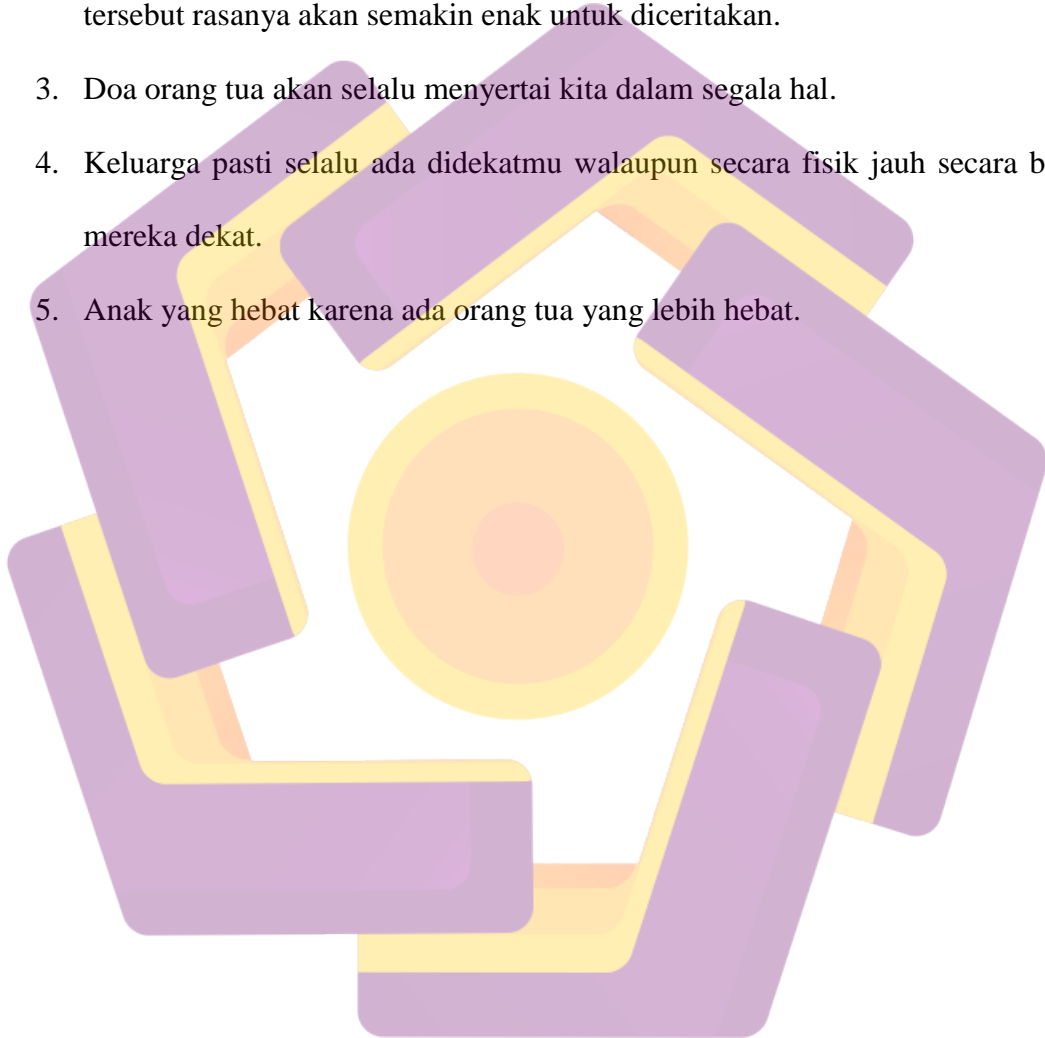 tersebut rasanya akan semakin enak untuk diceritakan.
3. Doa orang tua akan selalu menyertai kita dalam segala hal.
4. Keluarga pasti selalu ada didekatmu walaupun secara fisik jauh secara
mereka dekat.
5. Anak yang hebat karena ada orang tua yang lebih hebat.